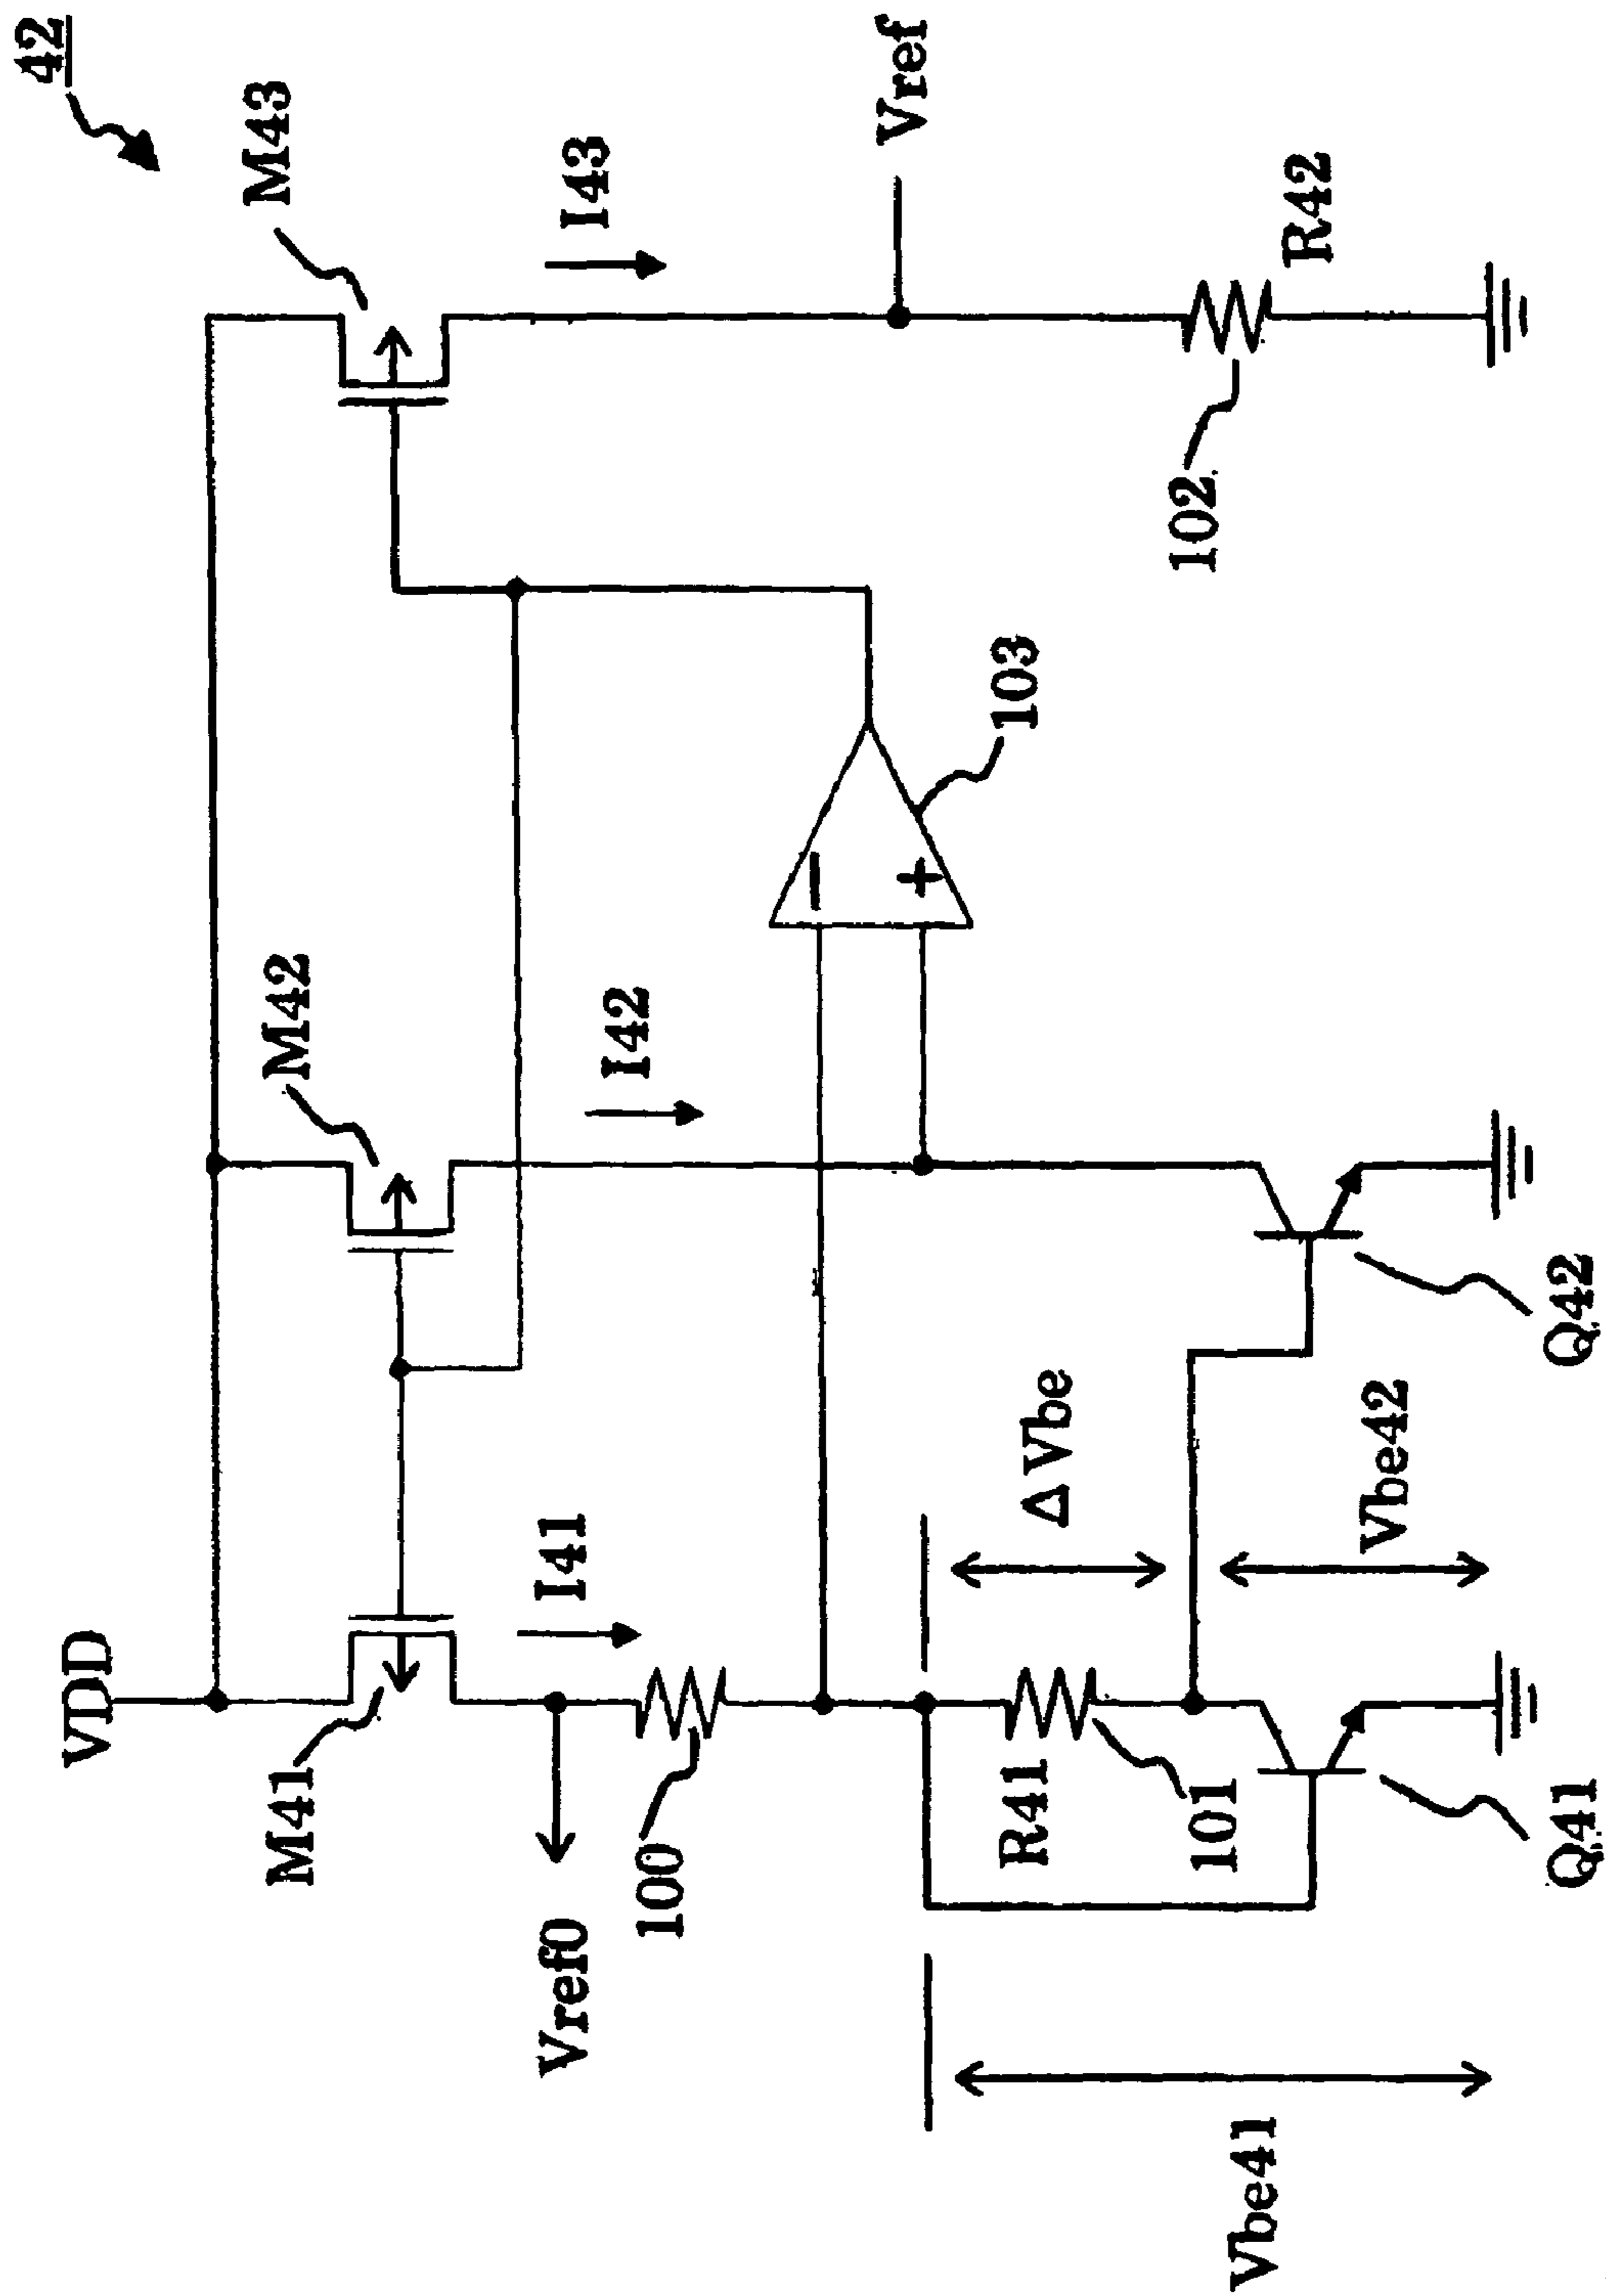 42
VDD
M41
M42
M43
I41
I42
I43
Vref0
100
Vref
103
R41
101
ΔVbe
102
R42
Vbe41
Vbe42
Q41
Q42
−
+